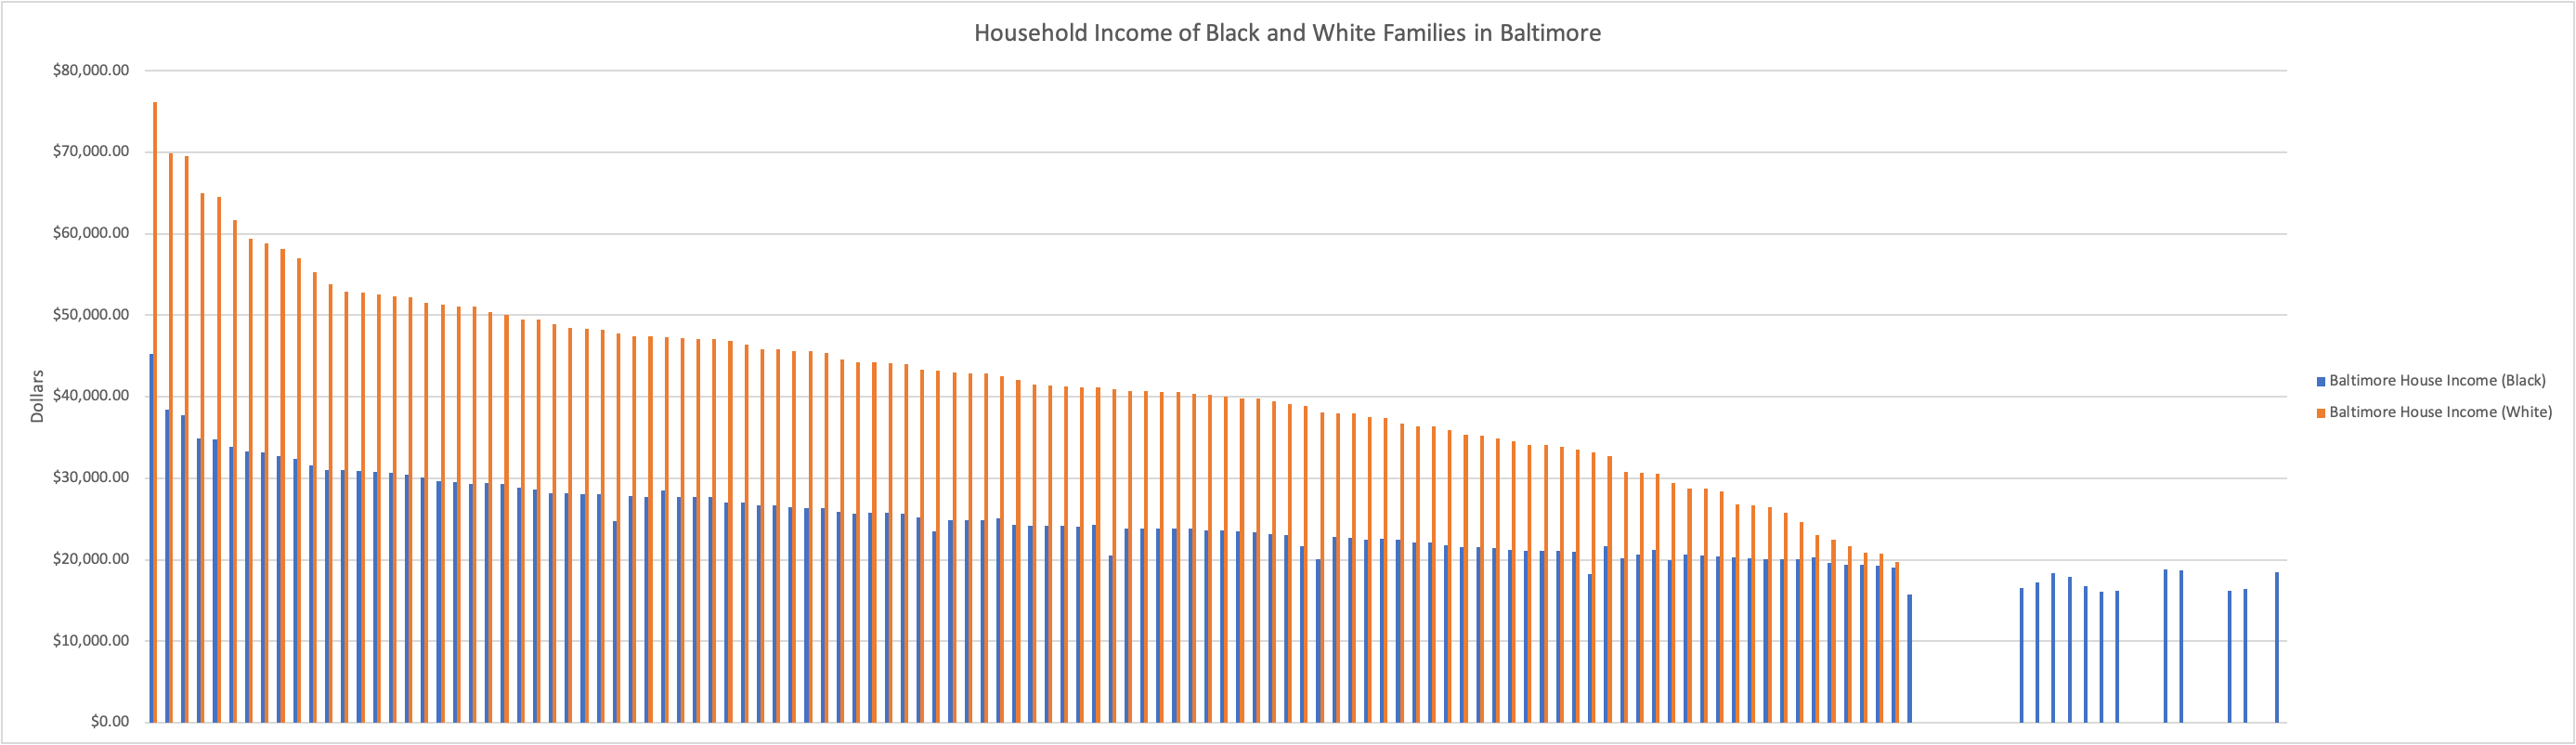 Household Income of Black and White Families in Baltimore
$80,000.00
$70,000.00
$60,000.00
$50,000.00
$40,000.00
$30,000.00
$20,000.00
$10,000.00
$0.00
Dollars
Baltimore House Income (Black)
Baltimore House Income (White)